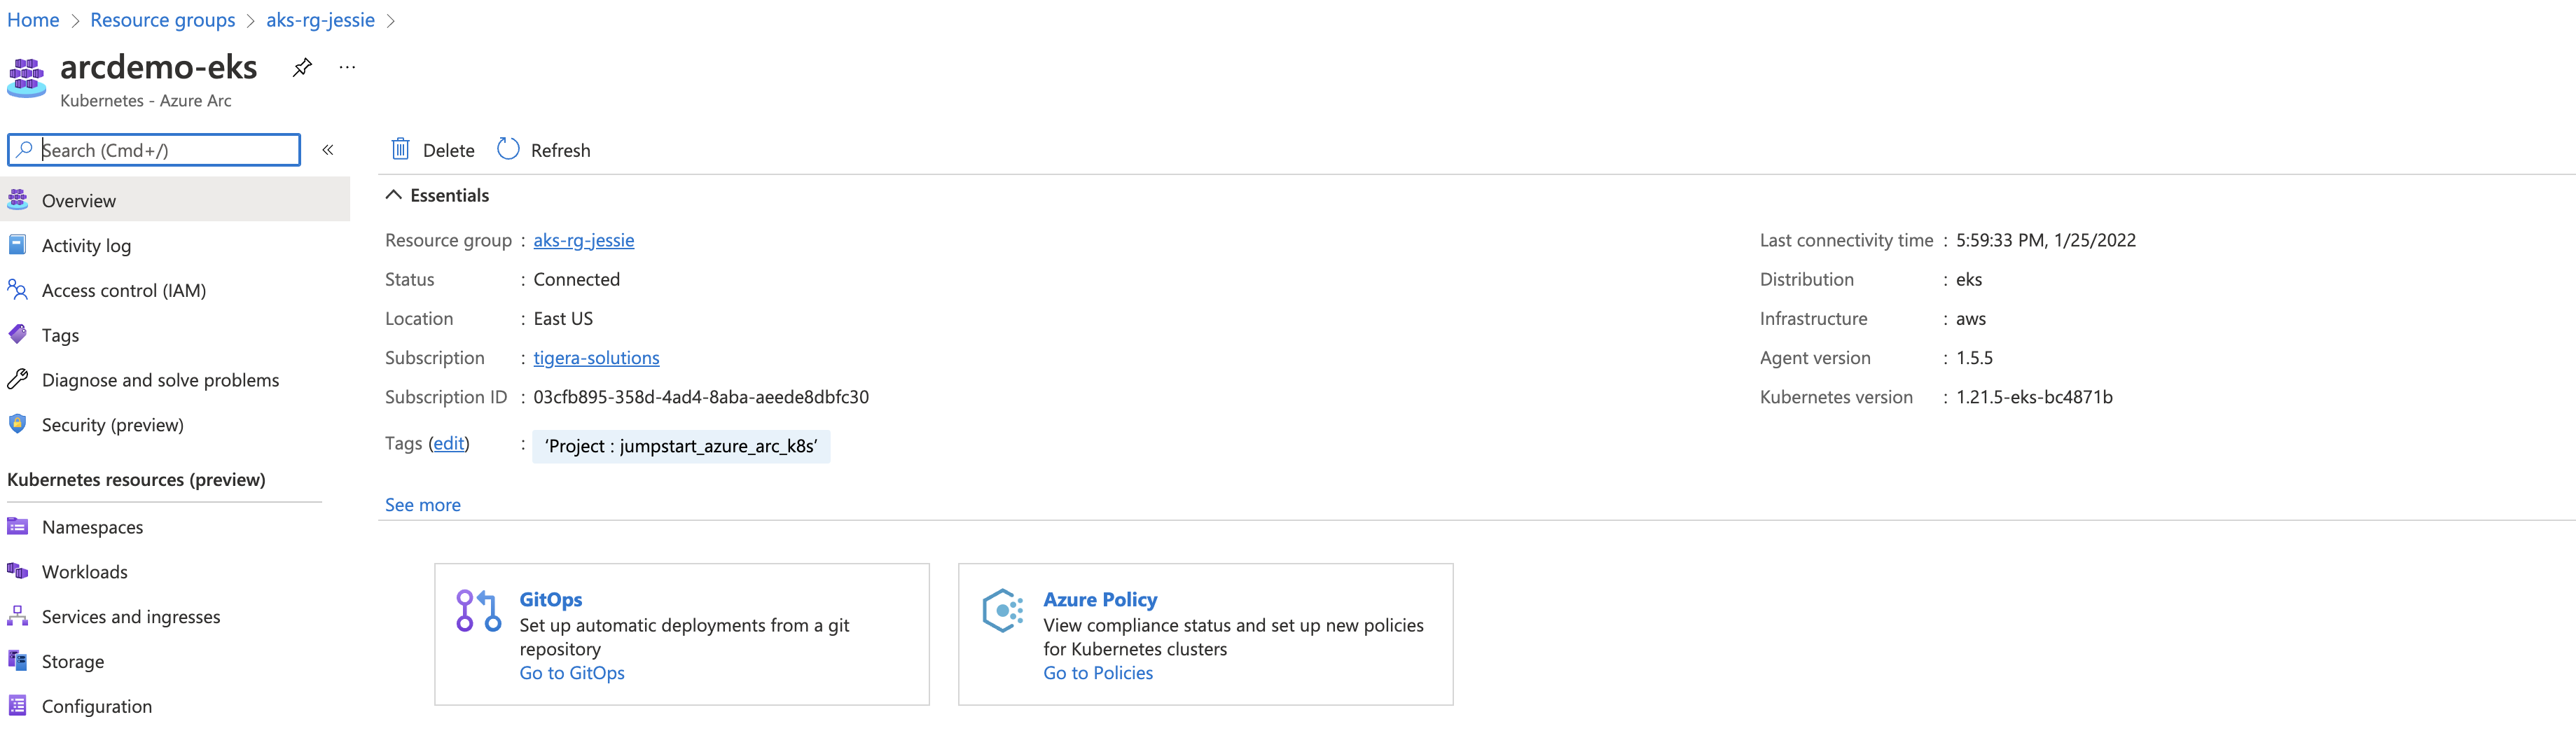 Home > Resource groups > aks-rg-jessie >
arcdemo-eks ...
Kubernetes - Azure Arc
Search (Cmd+/) «
Delete Refresh
Overview
Activity log
Access control (IAM)
Tags
Diagnose and solve problems
Security (preview)
Kubernetes resources (preview)
Namespaces
Workloads
Services and ingresses
Storage
Configuration
Essentials
Resource group : aks-rg-jessie
Status : Connected
Location : East US
Subscription : tigera-solutions
Subscription ID : 03cfb895-358d-4ad4-8aba-aeede8dbfc30
Tags (edit) : ‘Project : jumpstart_azure_arc_k8s’
See more
Last connectivity time : 5:59:33 PM, 1/25/2022
Distribution : eks
Infrastructure : aws
Agent version : 1.5.5
Kubernetes version : 1.21.5-eks-bc4871b
GitOps
Set up automatic deployments from a git
repository
Go to GitOps
Azure Policy
View compliance status and set up new policies
for Kubernetes clusters
Go to Policies